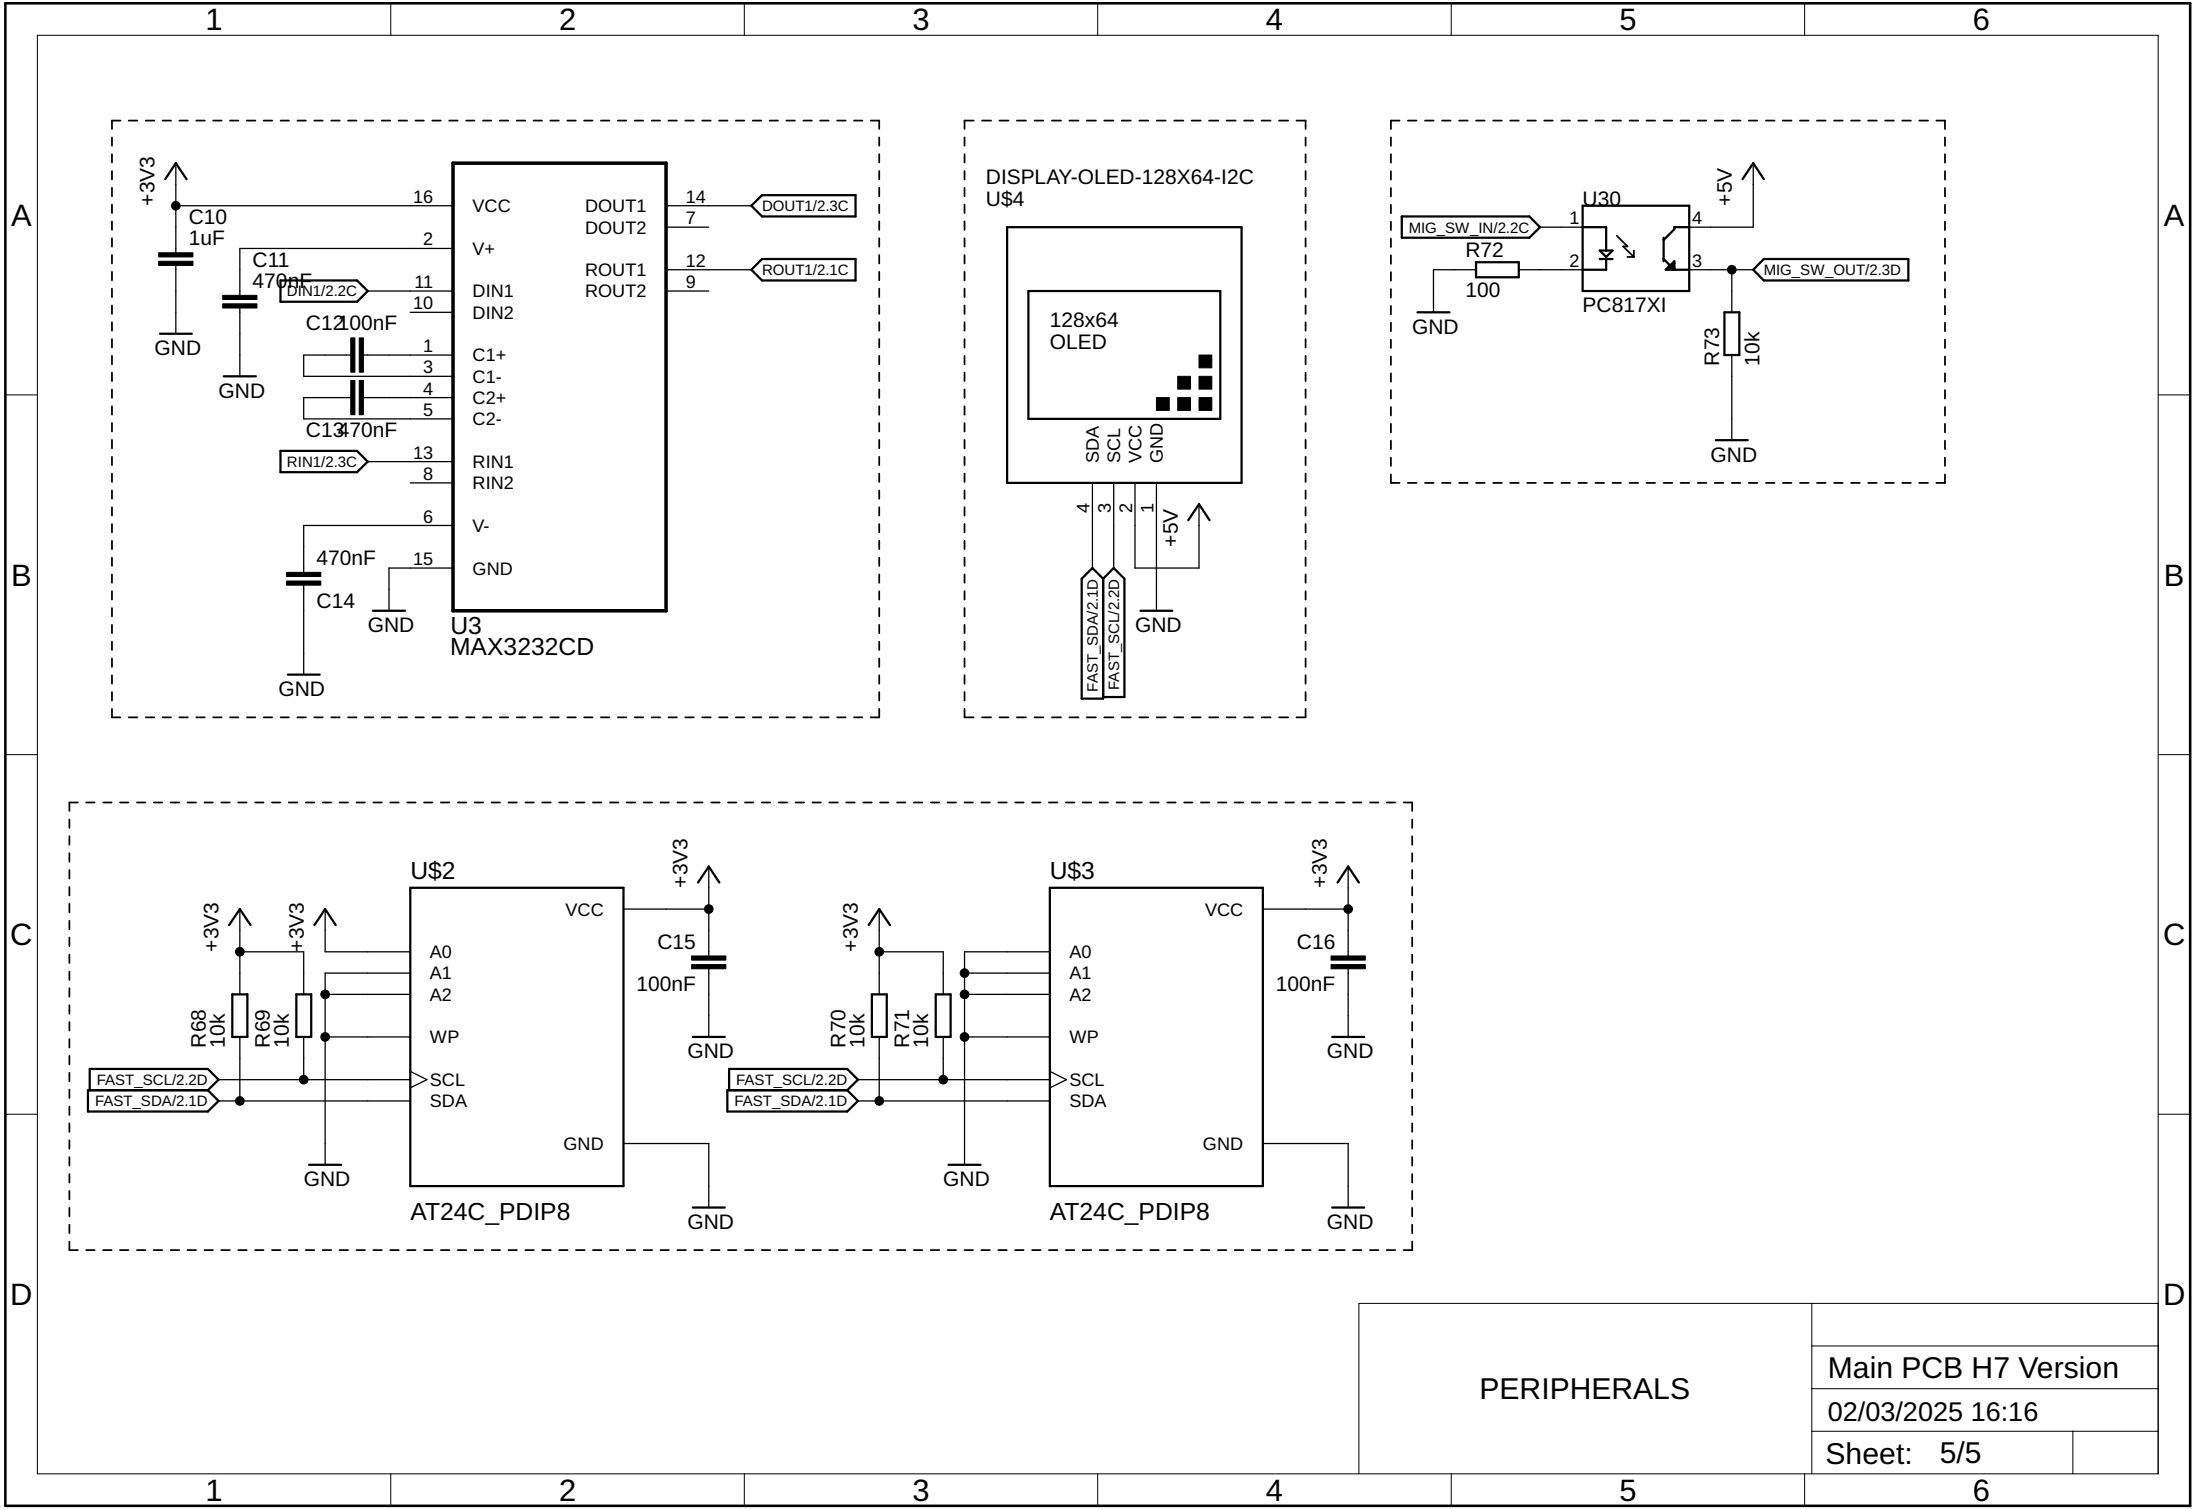 1 2 3 4 5 6
A A
B B
C C
D D
+3V3
C10
1uF
GND
C11
470nF
GND
DIN1/2.2C
C12 100nF
C13 470nF
RIN1/2.3C
470nF
C14
GND
GND
16 VCC
2 V+
11 DIN1
10 DIN2
1 C1+
3 C1-
4 C2+
5 C2-
13 RIN1
8 RIN2
6 V-
15 GND
DOUT1 14 DOUT1/2.3C
DOUT2 7
ROUT1 12 ROUT1/2.1C
ROUT2 9
U3
MAX3232CD
DISPLAY-OLED-128X64-I2C
U$4
128x64
OLED
SDA
SCL
VCC
GND
4
3
2
1
+5V
FAST_SDA/2.1D
FAST_SCL/2.2D
GND
U30
+5V
MIG_SW_IN/2.2C 1
4
R72
100
2
3 MIG_SW_OUT/2.3D
GND
PC817XI
R73
10k
GND
U$2
+3V3
+3V3
+3V3
VCC
A0
A1
A2
WP
SCL
SDA
GND
C15
100nF
GND
R68
10k
R69
10k
FAST_SCL/2.2D
FAST_SDA/2.1D
GND
GND
AT24C_PDIP8
U$3
+3V3
+3V3
VCC
A0
A1
A2
WP
SCL
SDA
GND
C16
100nF
GND
R70
10k
R71
10k
FAST_SCL/2.2D
FAST_SDA/2.1D
GND
GND
AT24C_PDIP8
PERIPHERALS
Main PCB H7 Version
02/03/2025 16:16
Sheet: 5/5
1 2 3 4 5 6